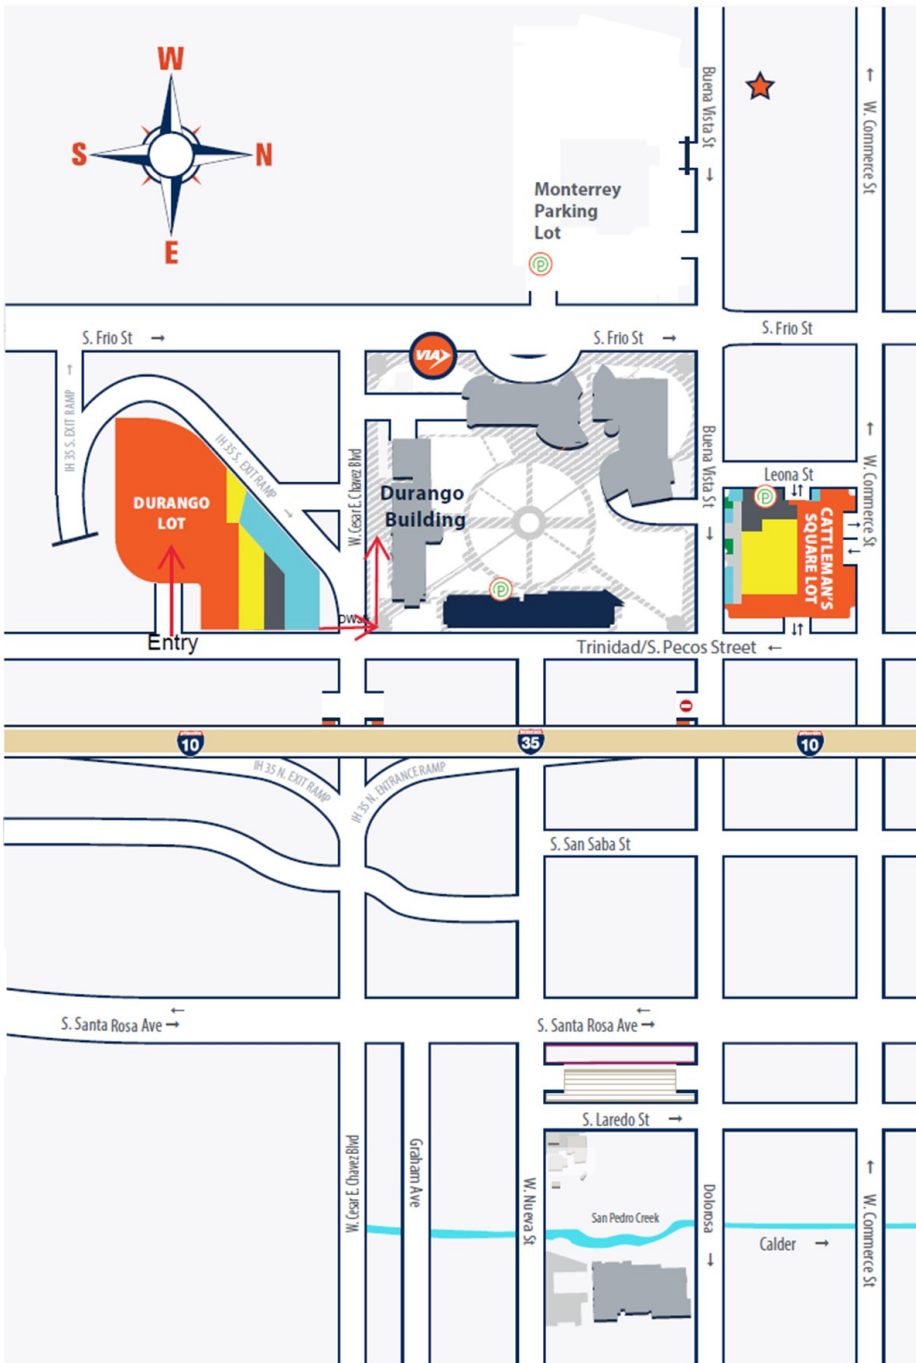 W
S
N
E
Buena Vista St →
← W. Commerce St
Monterrey
Parking
Lot
P
S. Frio St →
VIA
S. Frio St →
S. Frio St
IH 35 S. EXIT RAMP →
IH 35 S. EXIT RAMP →
DURANGO
LOT
W. Cesar E. Chavez Blvd
Durango
Building
Buena Vista St →
Leona St
P
CATTLEMAN'S
SQUARE LOT
← W. Commerce St
P
Entry
Trinidad/S. Pecos Street ←
10
35
10
IH 35 N. EXIT RAMP
IH 35 N. ENTRANCE RAMP
S. San Saba St
S. Santa Rosa Ave →
S. Santa Rosa Ave →
S. Laredo St →
W. Cesar E. Chavez Blvd
Graham Ave
W. Nueva St
San Pedro Creek
Dolorosa →
Calder →
← W. Commerce St